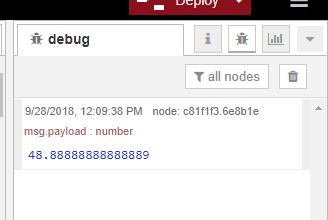 Deploy
debug
i
all nodes
9/28/2018, 12:09:38 PM node: c81f1f3.6e8b1e
msg.payload : number
48.88888888888889